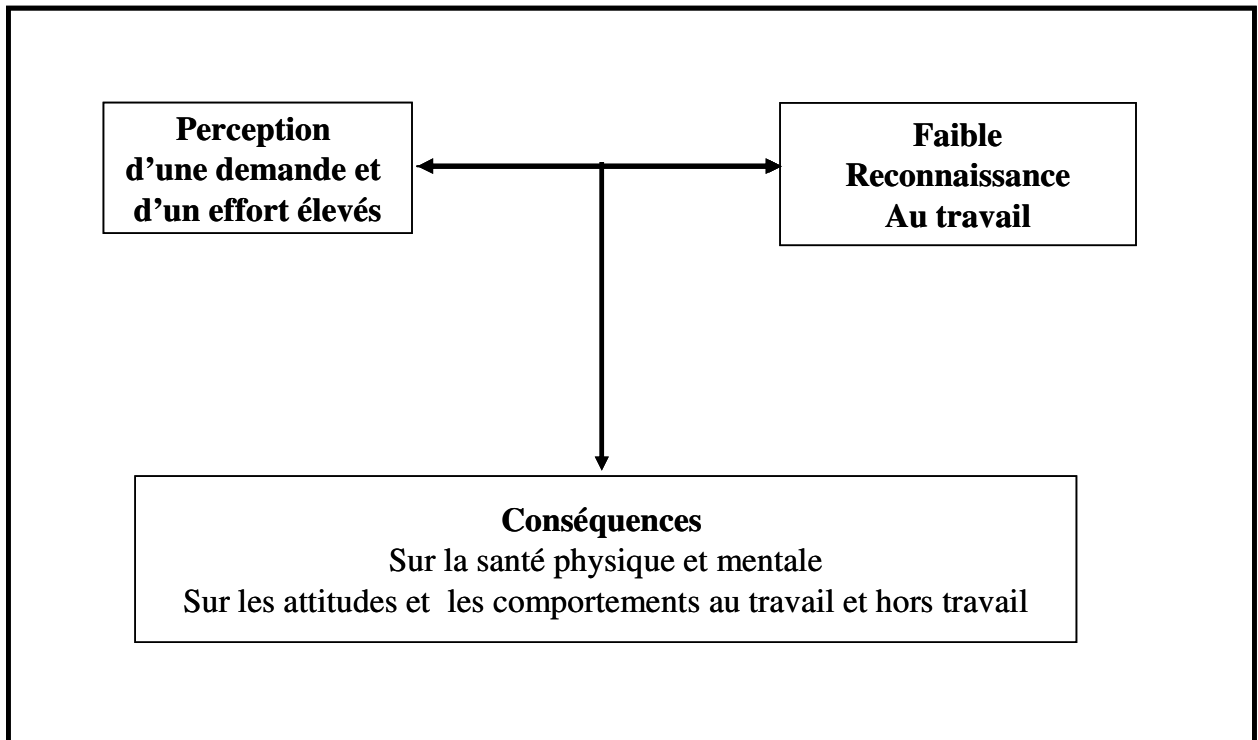 Perception
d’une demande et
d’un effort élevés
Faible
Reconnaissance
Au travail
Conséquences
Sur la santé physique et mentale
Sur les attitudes et  les comportements au travail et hors travail